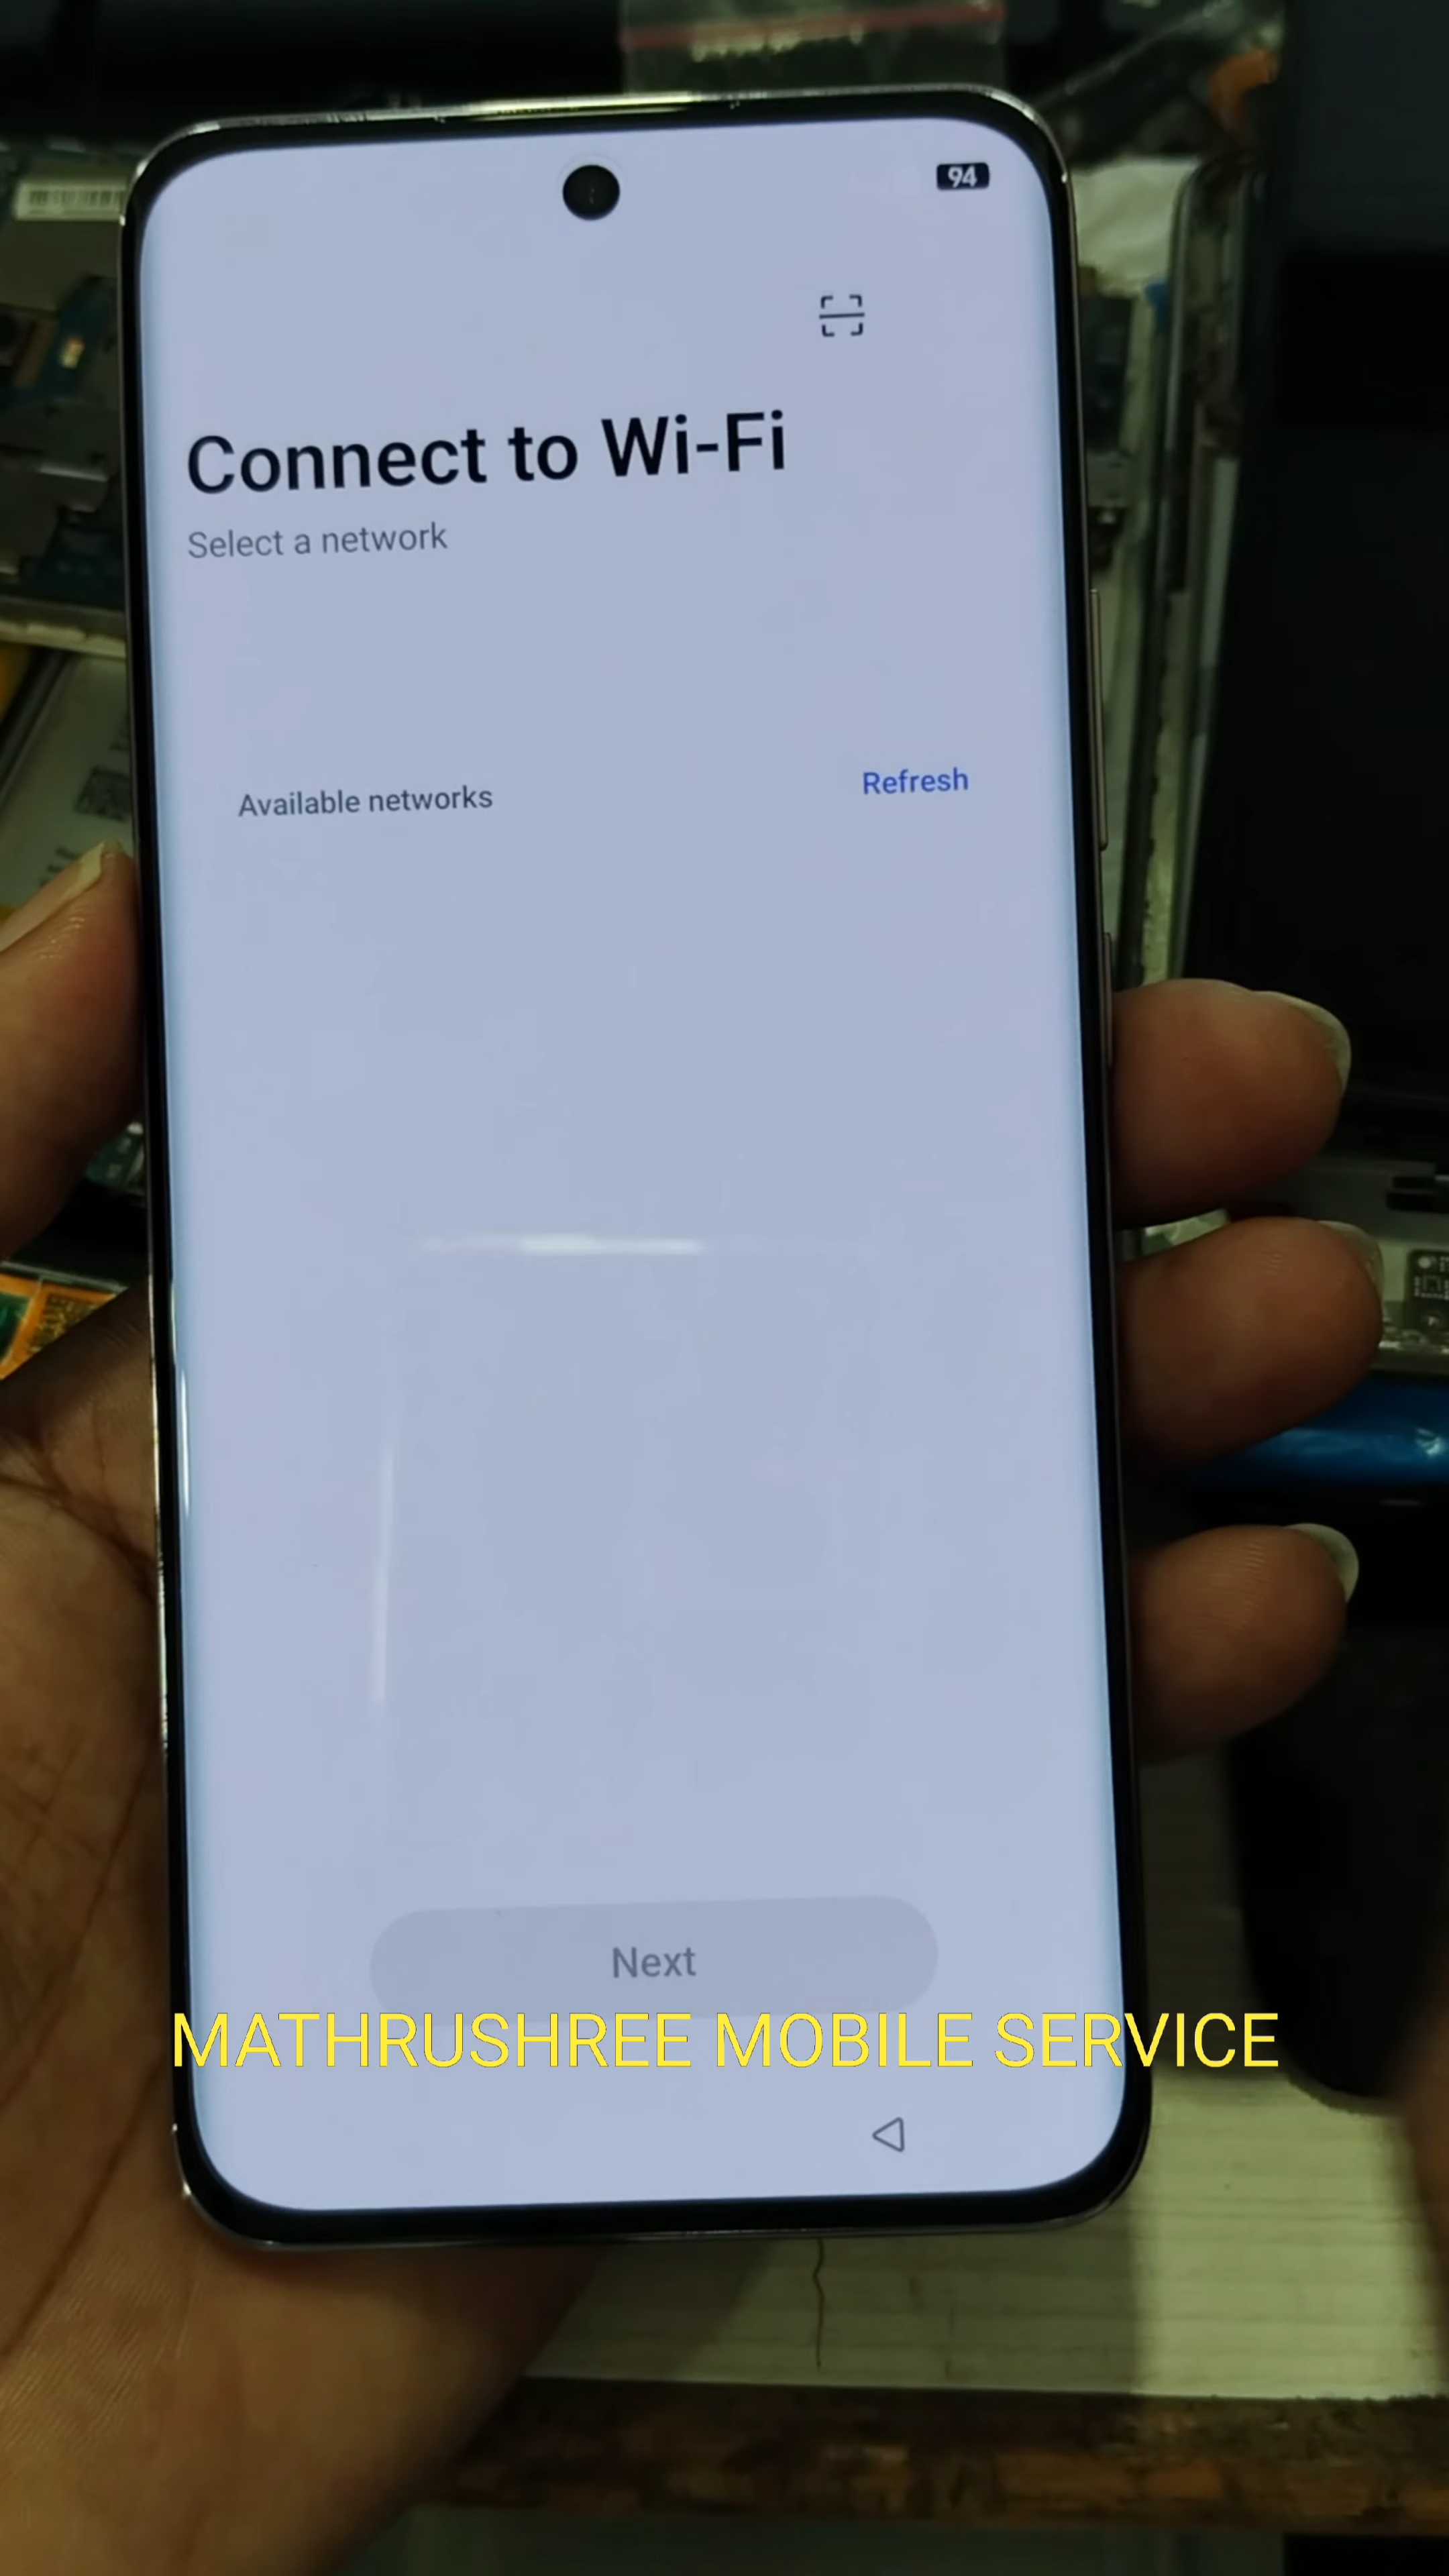 94
Connect to Wi-Fi
Select a network
Available networks
Refresh
Next
MATHRUSHREE MOBILE SERVICE